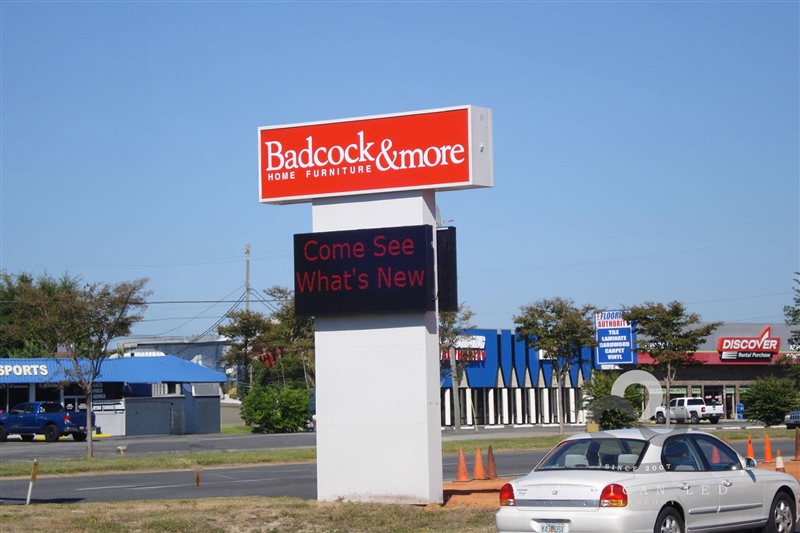 Badcock &more
HOME FURNITURE
Come See
What's New
SPORTS
FLOORING
AUTHORITY
TILE
LAMINATE
HARDWOOD
CARPET
VINYL
DISCOVER
Rental Purchase
SINCE 2007